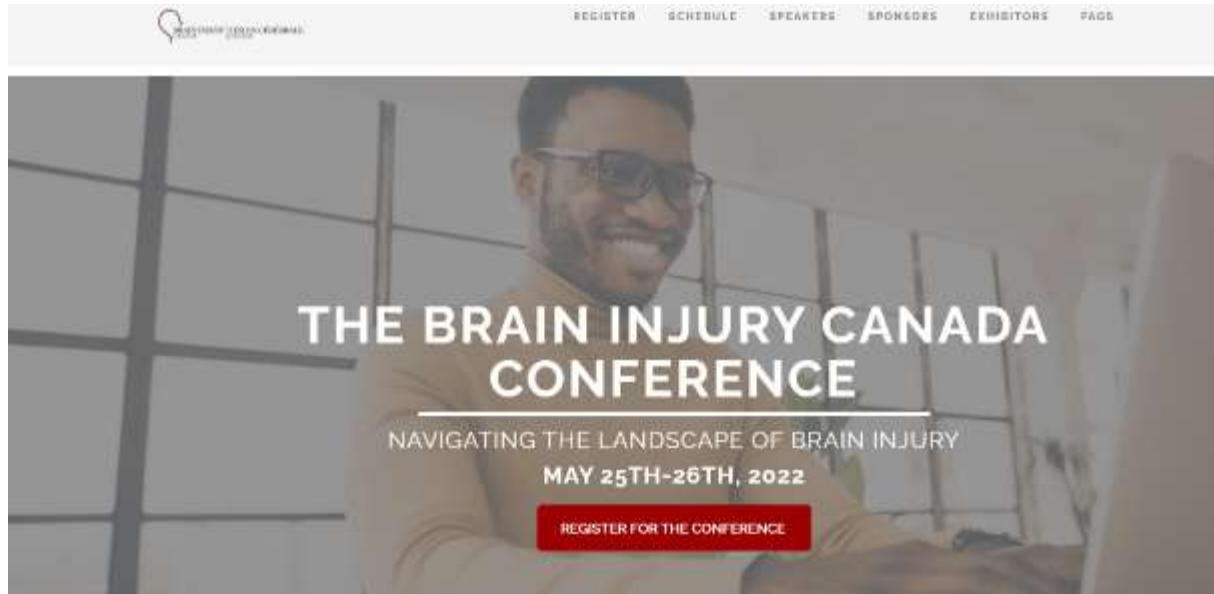 REGISTER SCHEDULE SPEAKERS SPONSORS EXHIBITORS FAQS
THE BRAIN INJURY CANADA
CONFERENCE
NAVIGATING THE LANDSCAPE OF BRAIN INJURY
MAY 25TH-26TH, 2022
REGISTER FOR THE CONFERENCE